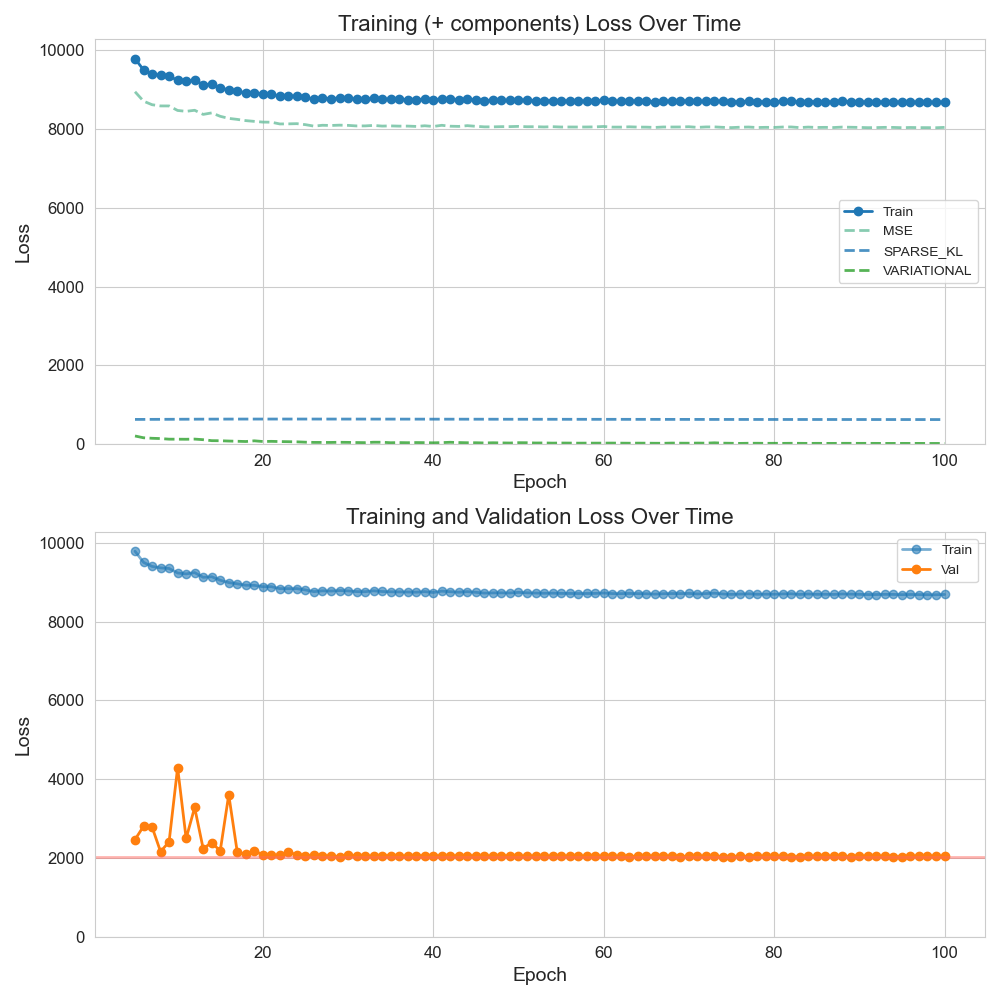 Training (+ components) Loss Over Time
10000
8000
6000
4000
2000
0
Loss
Train
MSE
SPARSE_KL
VARIATIONAL
20 40 60 80 100
Epoch
Training and Validation Loss Over Time
10000
8000
6000
4000
2000
0
Loss
Train
Val
20 40 60 80 100
Epoch